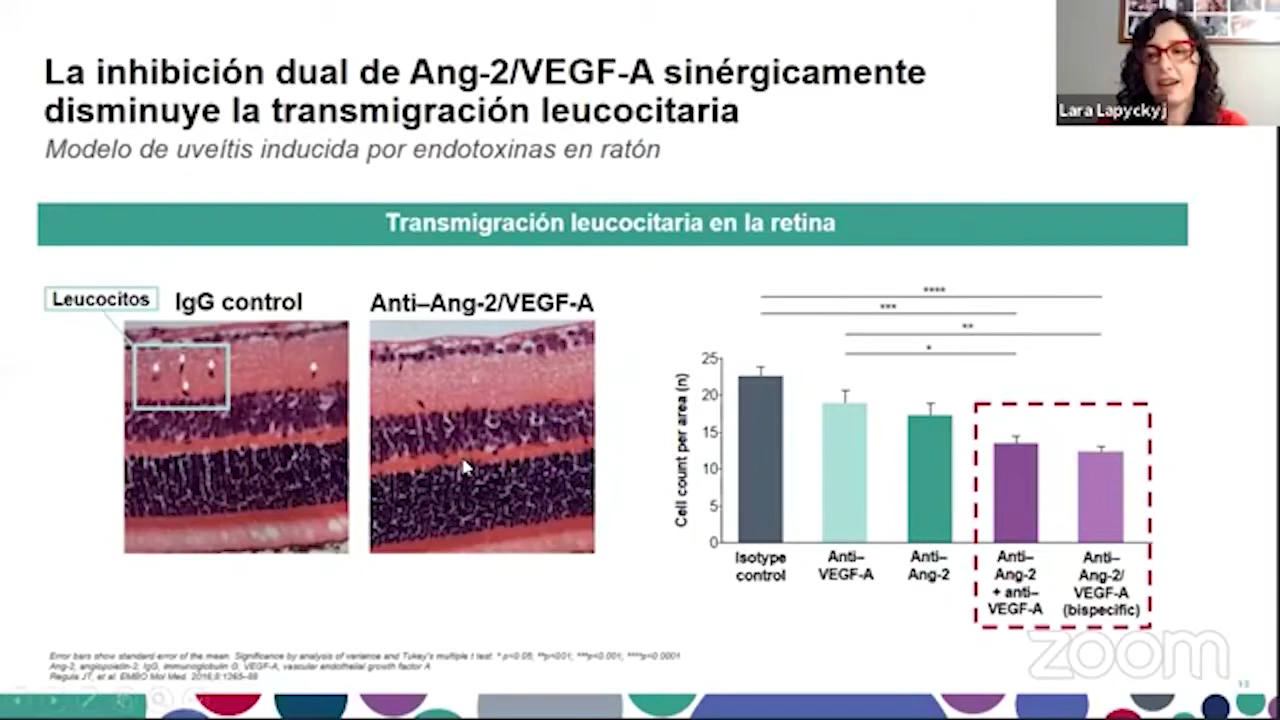 La inhibición dual de Ang-2/VEGF-A sinérgicamente
disminuye la transmigración leucocitaria
Modelo de uveítis inducida por endotoxinas en ratón
Lara Lapyckyj
Transmigración leucocitaria en la retina
Leucocitos
IgG control
Anti–Ang-2/VEGF-A
****
***
**
*
Cell count per area (n)
25
20
15
10
5
0
Isotype
control
Anti–
VEGF-A
Anti–
Ang-2
Anti–
Ang-2
+ anti–
VEGF-A
Anti–
Ang-2/
VEGF-A
(bispecific)
Error bars show standard error of the mean. Significance by analysis of variance and Tukey's multiple t test: * p<0.05; **p<0.01; ***p<0.001; ****p<0.0001
Ang-2, angiopoietin-2; IgG, immunoglobulin G; VEGF-A, vascular endothelial growth factor A
Regula JT, et al. EMBO Mol Med. 2016;8:1265–88
zoom